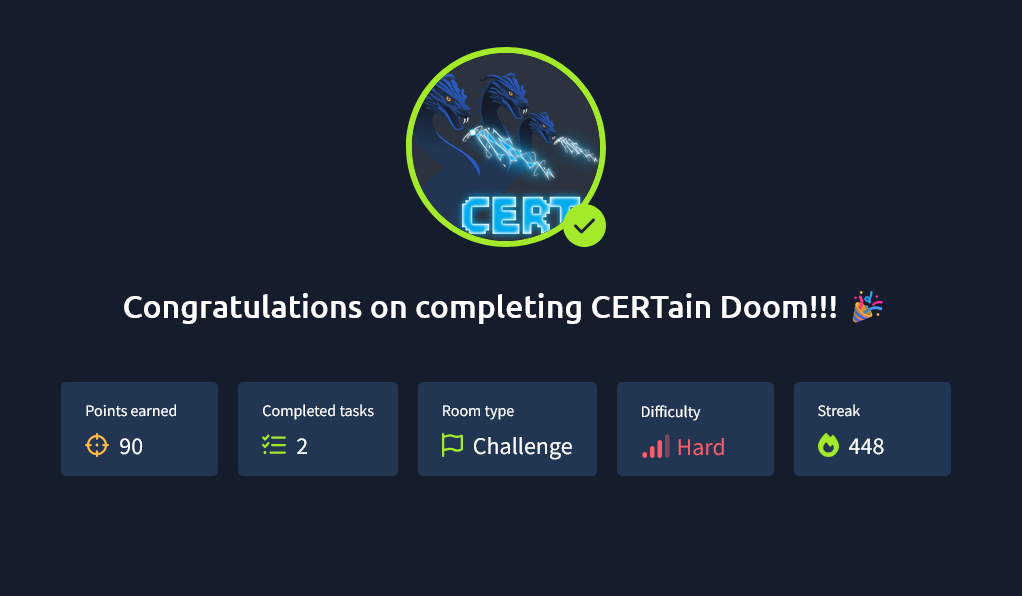 CERT
Congratulations on completing CERTain Doom!!! 🎉
Points earned
90
Completed tasks
2
Room type
Challenge
Difficulty
Hard
Streak
448